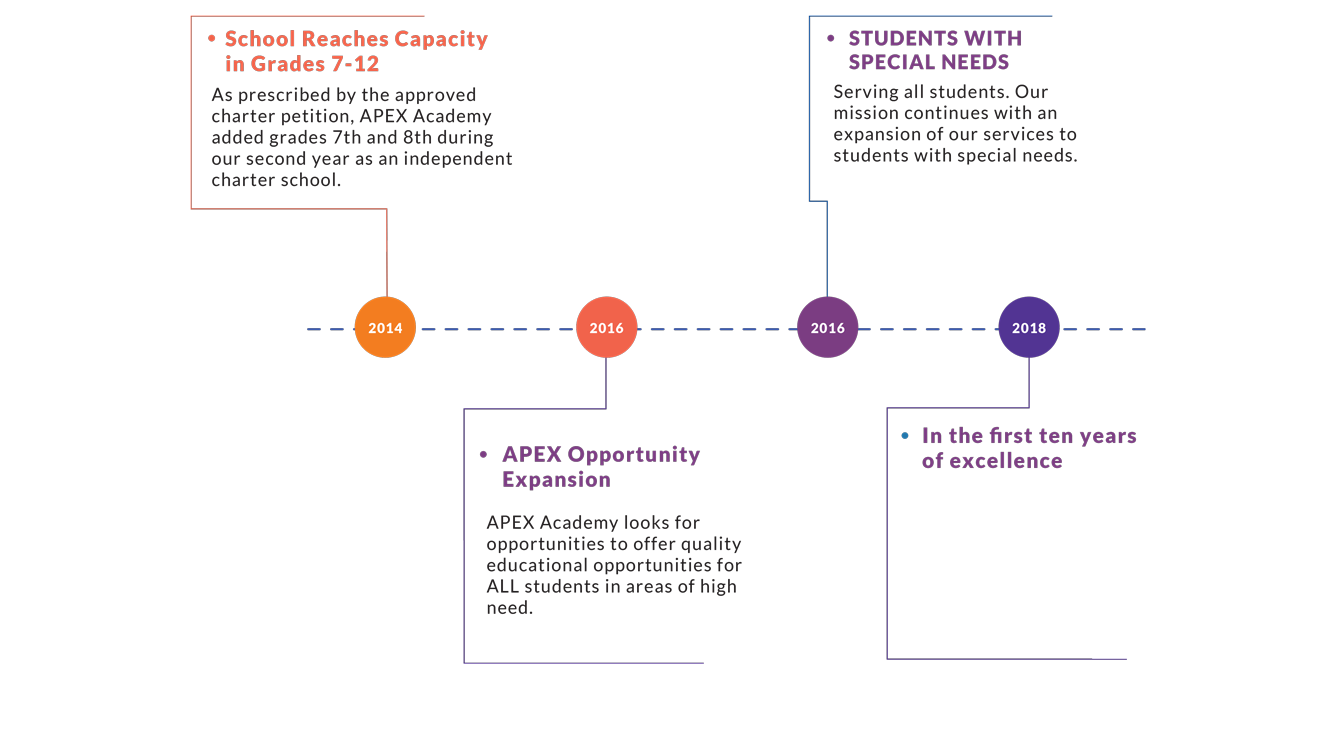 • School Reaches Capacity
in Grades 7-12
As prescribed by the approved
charter petition, APEX Academy
added grades 7th and 8th during
our second year as an independent
charter school.
• STUDENTS WITH
SPECIAL NEEDS
Serving all students. Our
mission continues with an
expansion of our services to
students with special needs.
2014
2016
2016
2018
• APEX Opportunity
Expansion
APEX Academy looks for
opportunities to offer quality
educational opportunities for
ALL students in areas of high
need.
• In the first ten years
of excellence